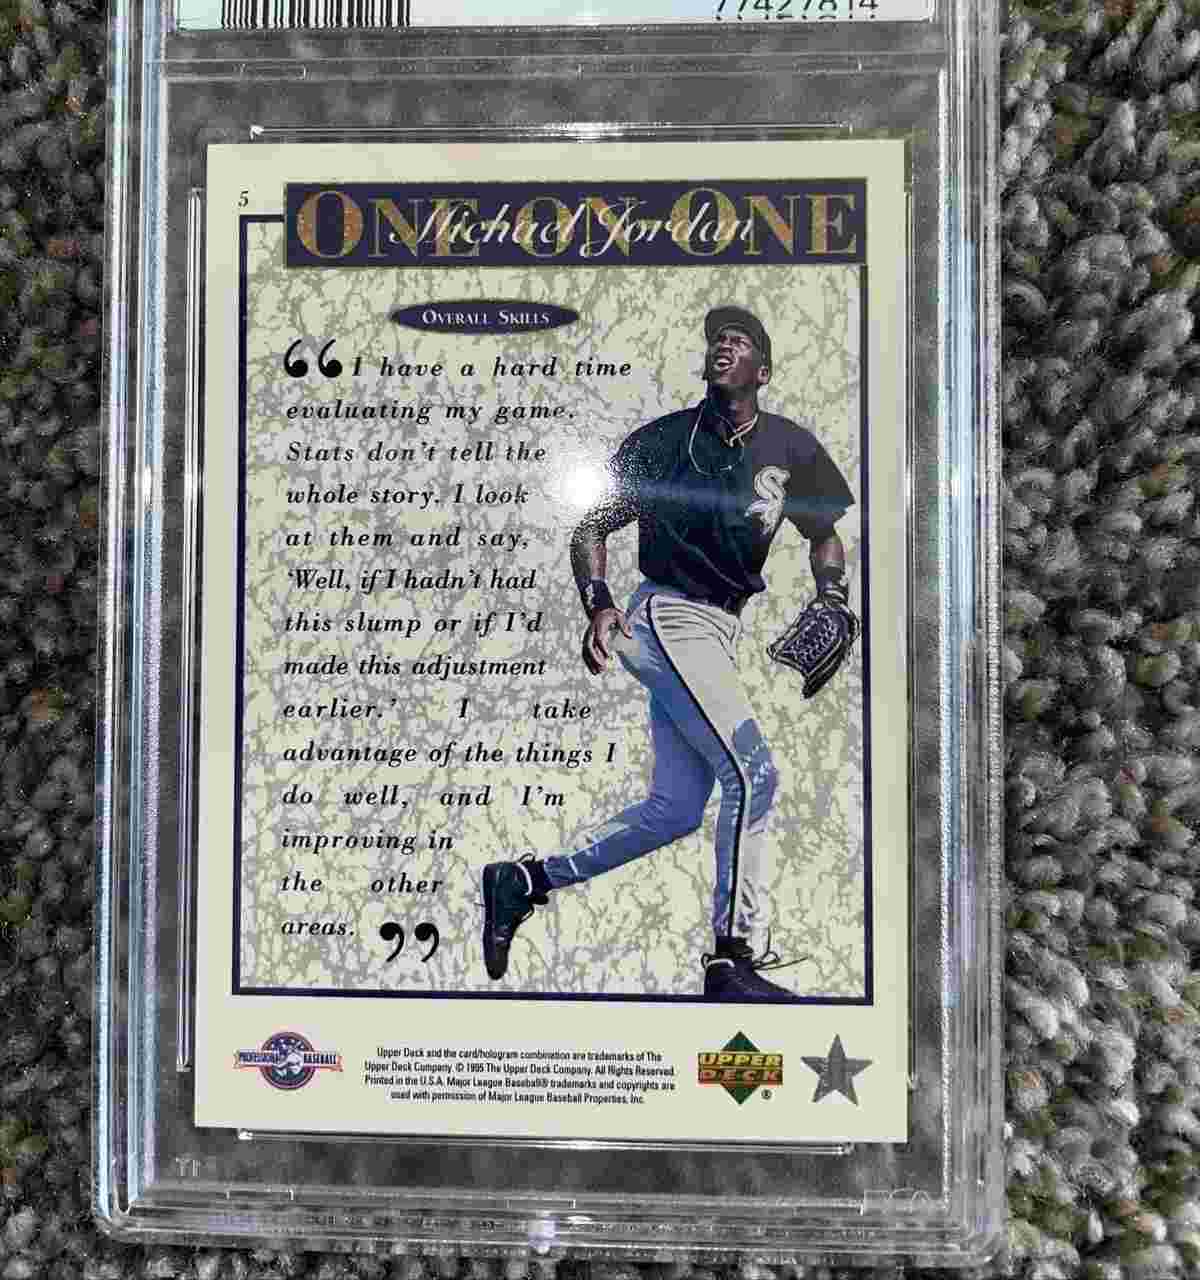 77427814
5
ONE ON ONE
Michael Jordan
OVERALL SKILLS
“I have a hard time
evaluating my game.
Stats don't tell the
whole story. I look
at them and say,
‘Well, if I hadn't had
this slump or if I'd
made this adjustment
earlier.’ I take
advantage of the things I
do well, and I'm
improving in
the other
areas.”
PROFESSIONAL BASEBALL
Upper Deck and the card/hologram combination are trademarks of The
Upper Deck Company. © 1995 The Upper Deck Company. All Rights Reserved.
Printed in the U.S.A. Major League Baseball® trademarks and copyrights are
used with permission of Major League Baseball Properties, Inc.
UPPER
DECK
®